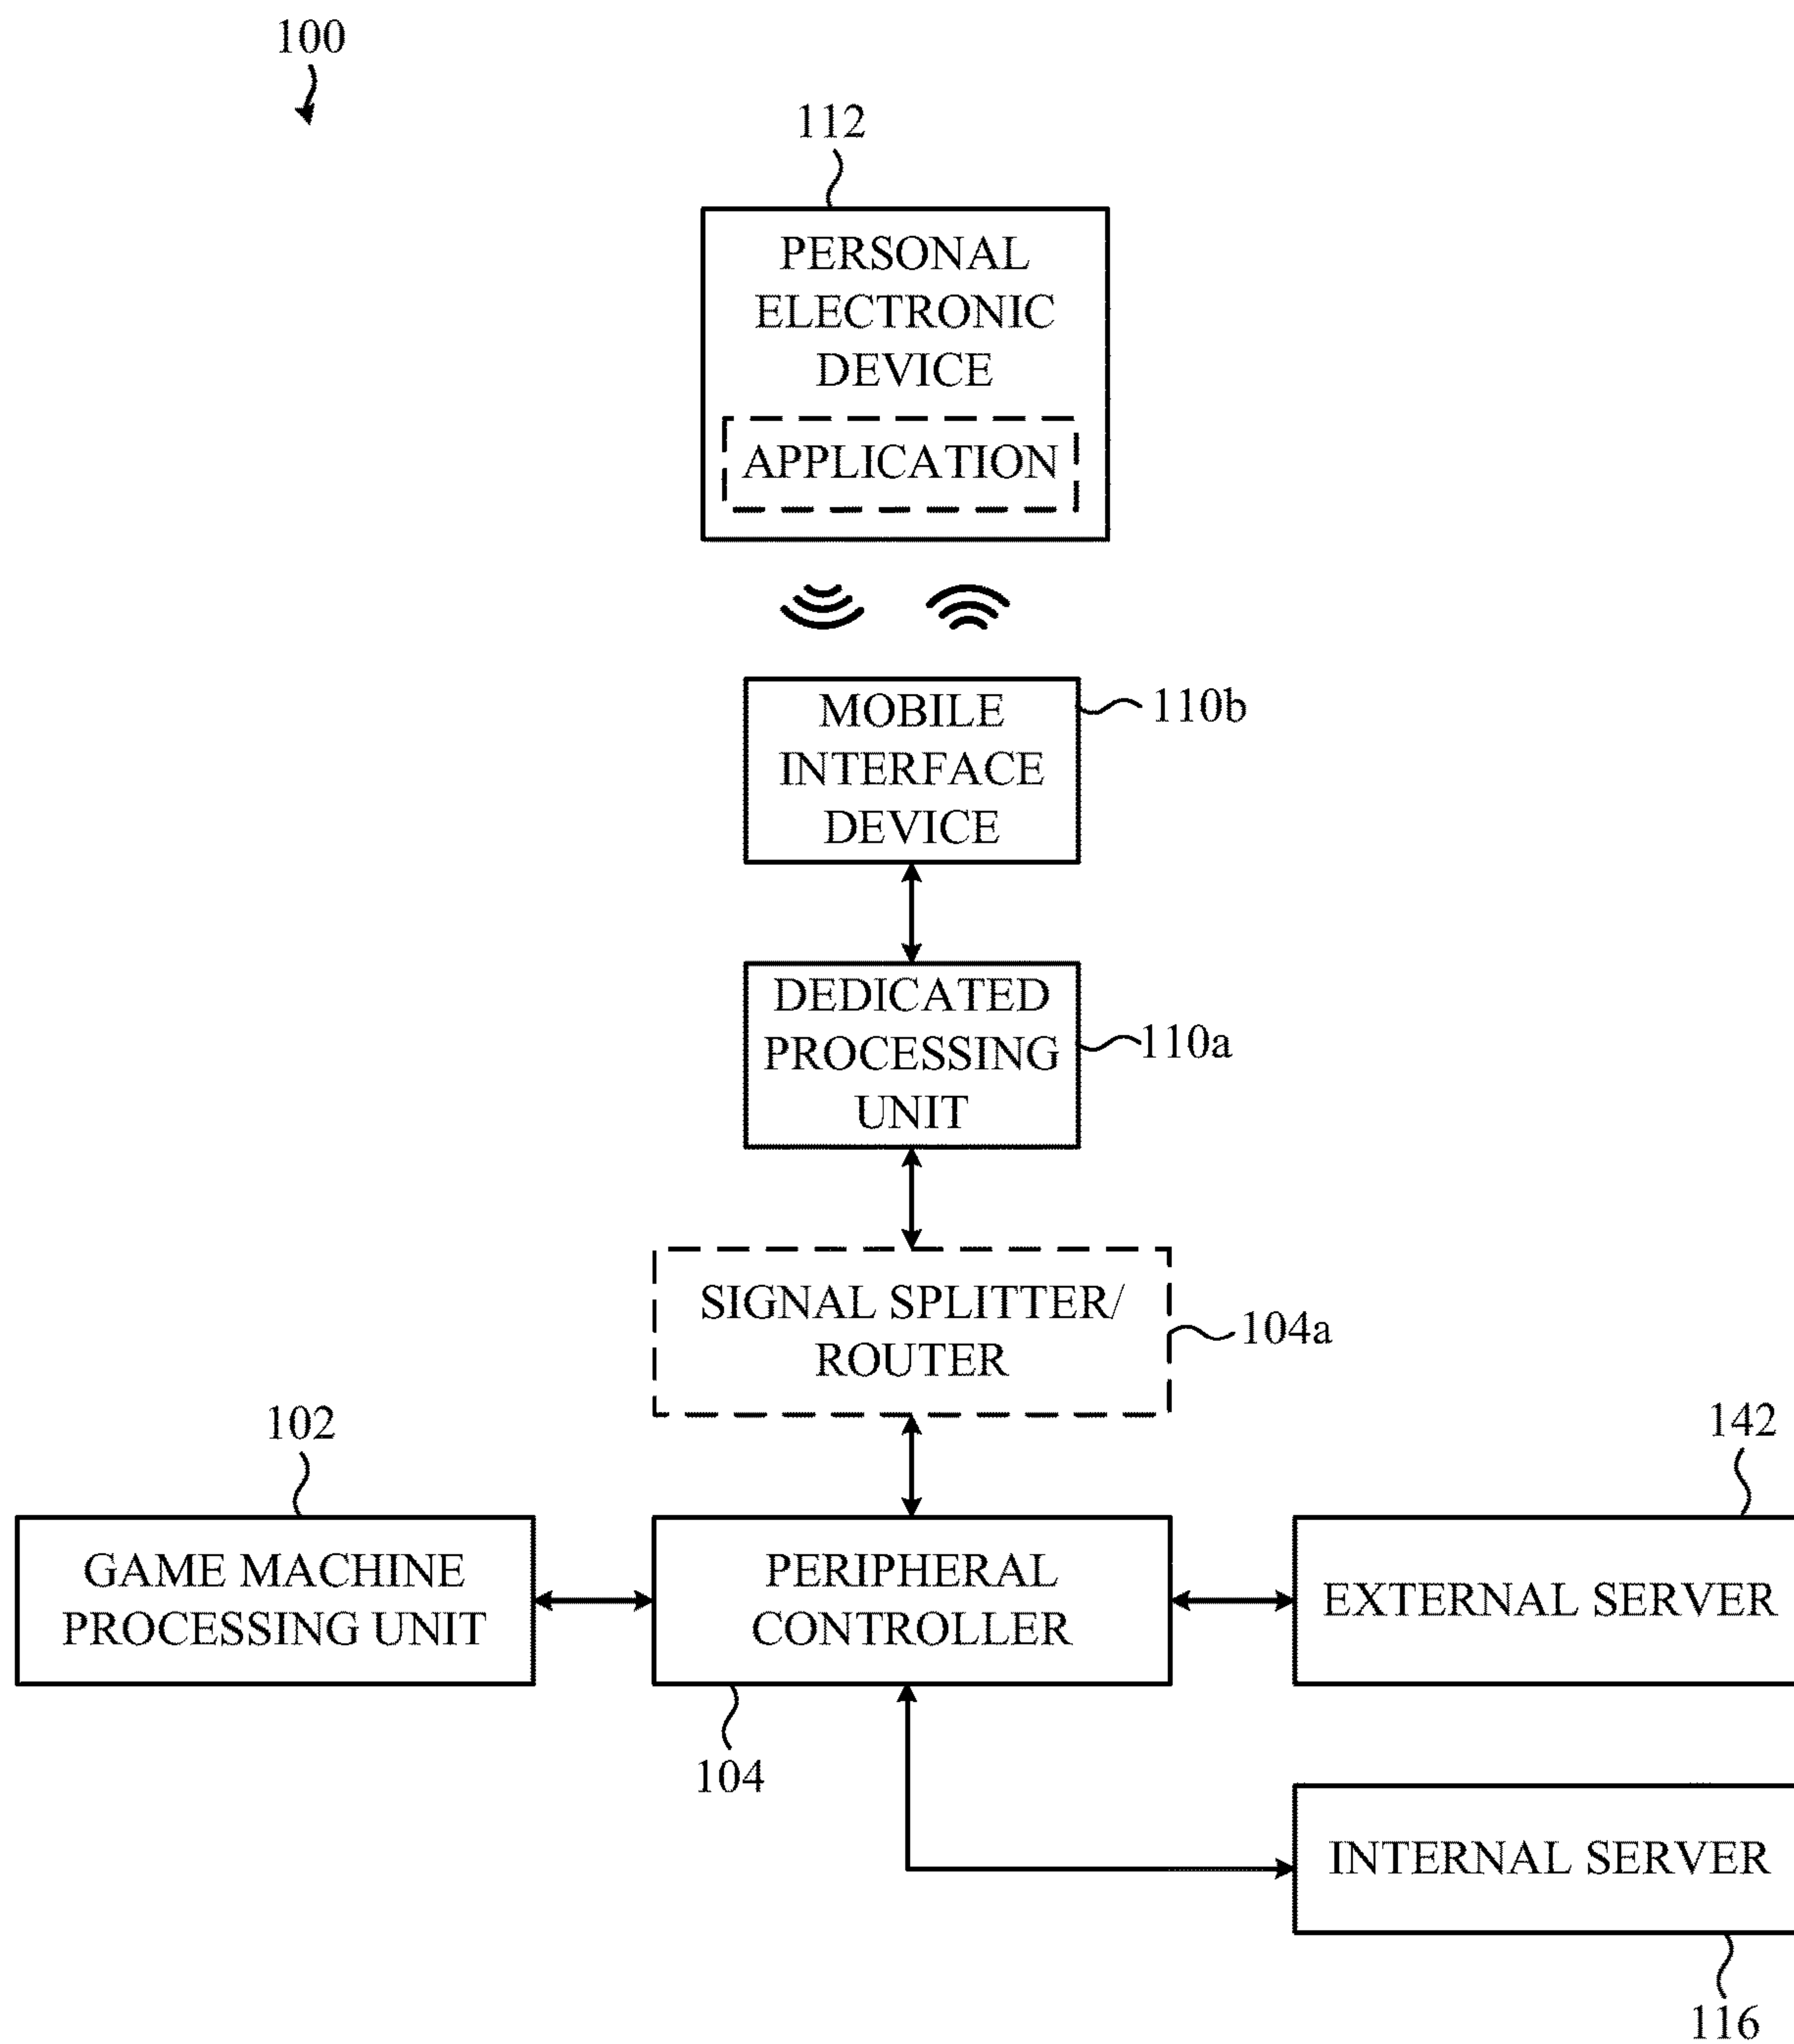 100
112
PERSONAL
ELECTRONIC
DEVICE
APPLICATION
MOBILE
INTERFACE
DEVICE
110b
DEDICATED
PROCESSING
UNIT
110a
SIGNAL SPLITTER/
ROUTER
104a
102
142
GAME MACHINE
PROCESSING UNIT
PERIPHERAL
CONTROLLER
EXTERNAL SERVER
104
INTERNAL SERVER
116